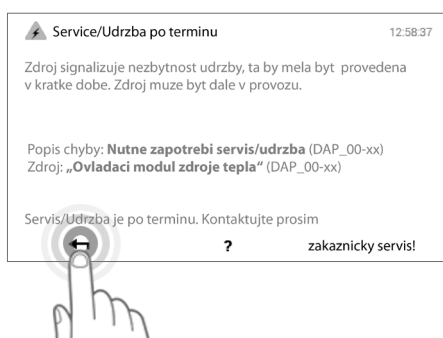 Service/Udrzba po terminu 12:58:37
Zdroj signalizuje nezbytnost udrzby, ta by mela byt provedena
v kratke dobe. Zdroj muze byt dale v provozu.
Popis chyby: Nutne zapotrebi servis/udrzba (DAP_00-xx)
Zdroj: „Ovladaci modul zdroje tepla“ (DAP_00-xx)
Servis/Udrzba je po terminu. Kontaktujte prosim
? zakaznicky servis!